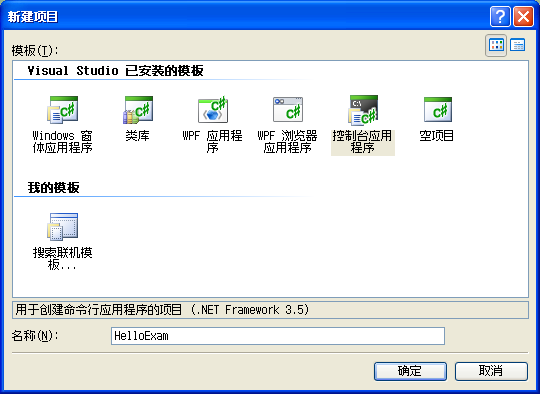 新建项目
模板(T):
Visual Studio 已安装的模板
Windows 窗
体应用程序
类库
WPF 应用程
序
WPF 浏览器
应用程序
控制台应用
程序
空项目
我的模板
搜索联机模
板...
用于创建命令行应用程序的项目 (.NET Framework 3.5)
名称(N):
HelloExam
确定
取消